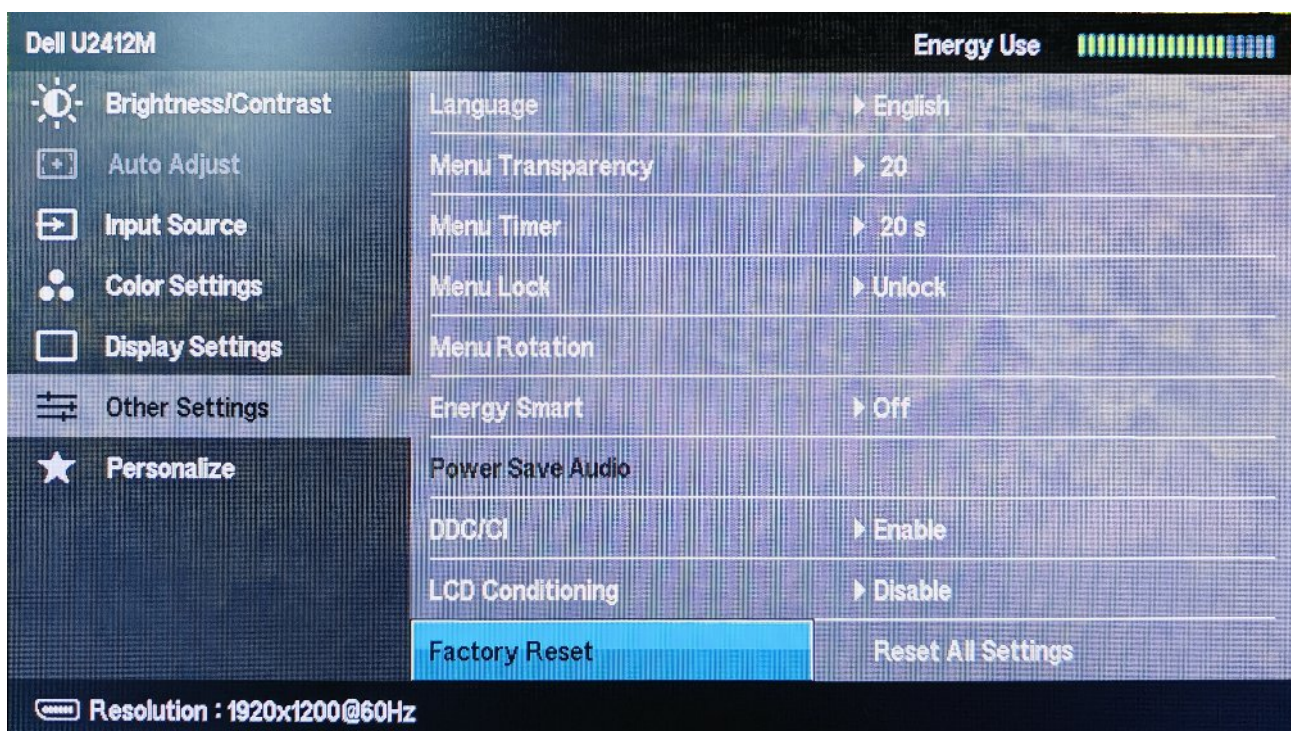 Dell U2412M Energy Use
Brightness/Contrast
Auto Adjust
Input Source
Color Settings
Display Settings
Other Settings
Personalize
Language English
Menu Transparency 20
Menu Timer 20 s
Menu Lock Unlock
Menu Rotation
Energy Smart Off
Power Save Audio
DDC/CI Enable
LCD Conditioning Disable
Factory Reset Reset All Settings
Resolution : 1920x1200@60Hz